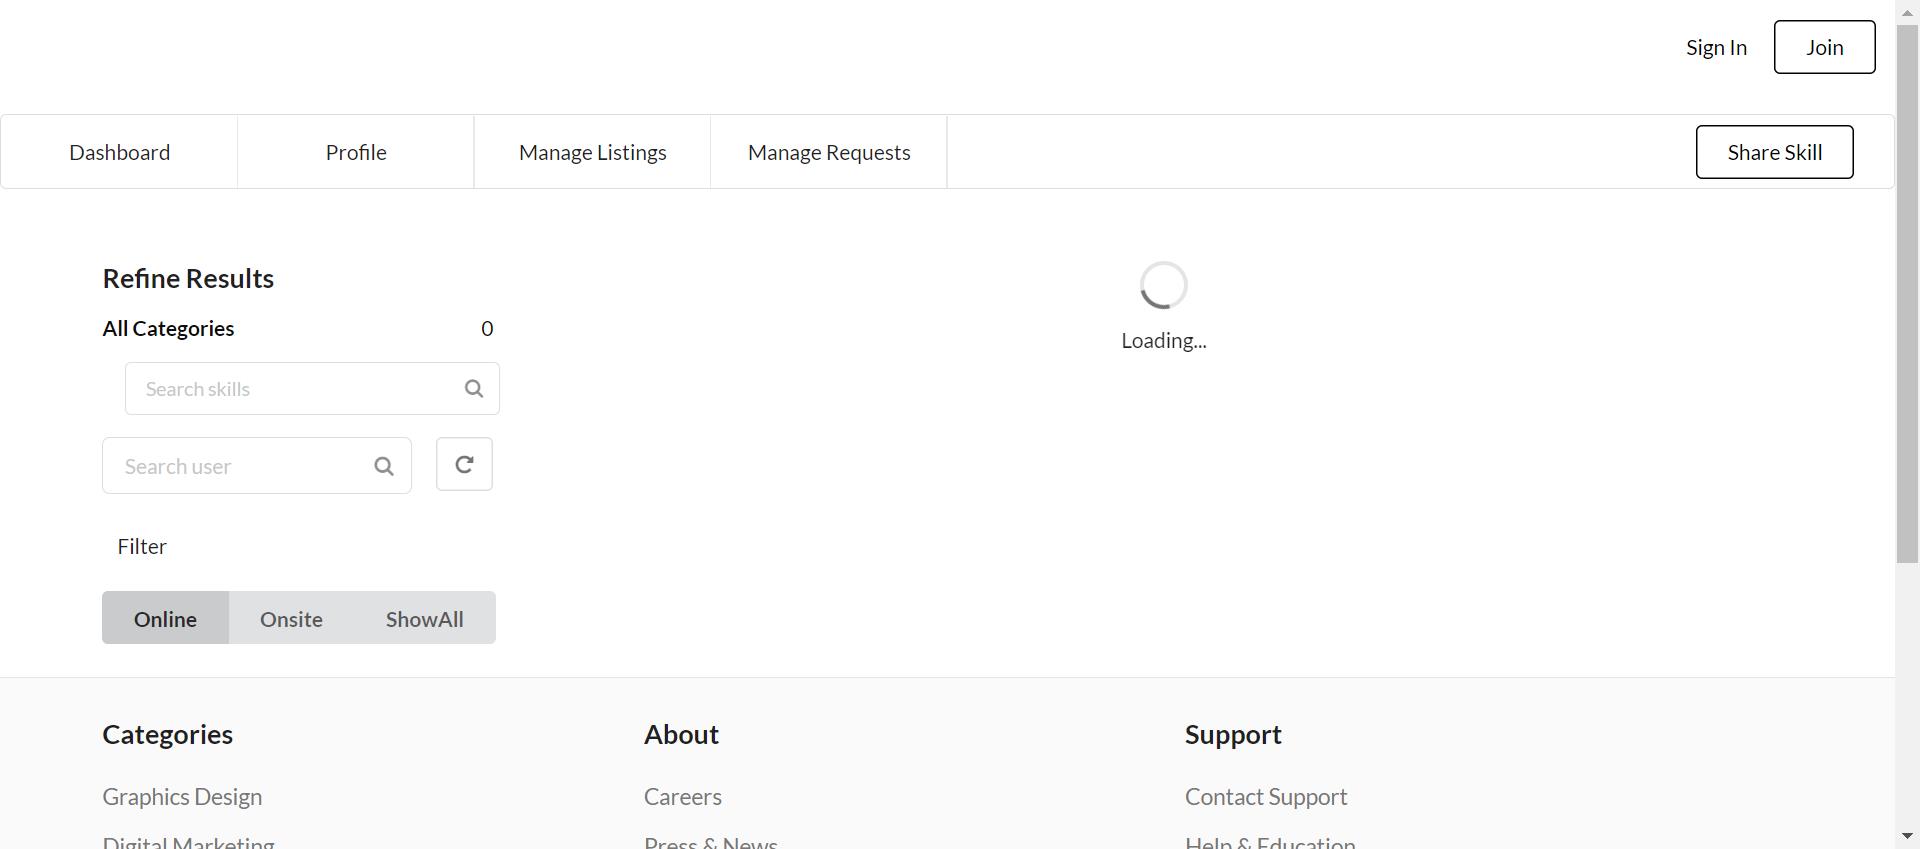 Sign In
Join
Dashboard
Profile
Manage Listings
Manage Requests
Share Skill
Refine Results
All Categories
0
Search skills
Search user
Filter
Online
Onsite
ShowAll
Loading...
Categories
About
Support
Graphics Design
Careers
Contact Support
Digital Marketing
Press & News
Help & Education